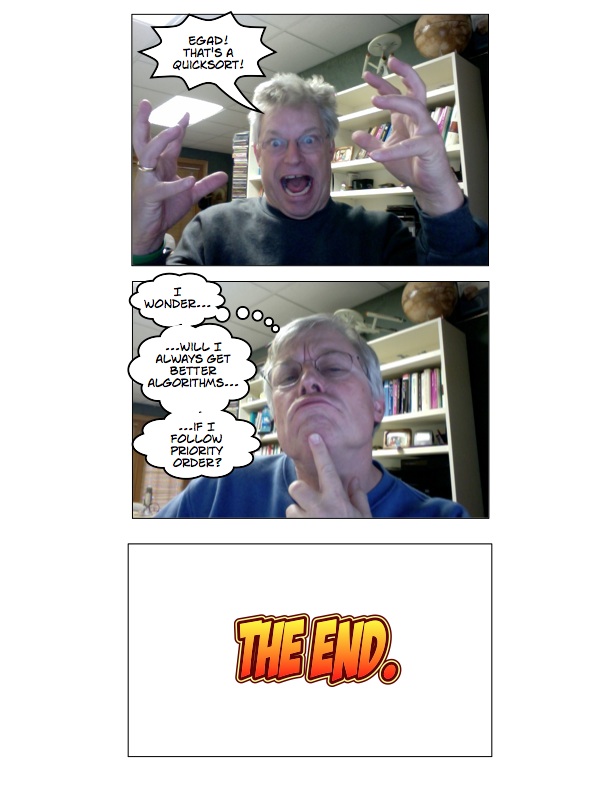 EGAD!
THAT'S A
QUICKSORT!
I
WONDER...
...WILL I
ALWAYS GET
BETTER
ALGORITHMS...
...IF I
FOLLOW
PRIORITY
ORDER?
THE END.